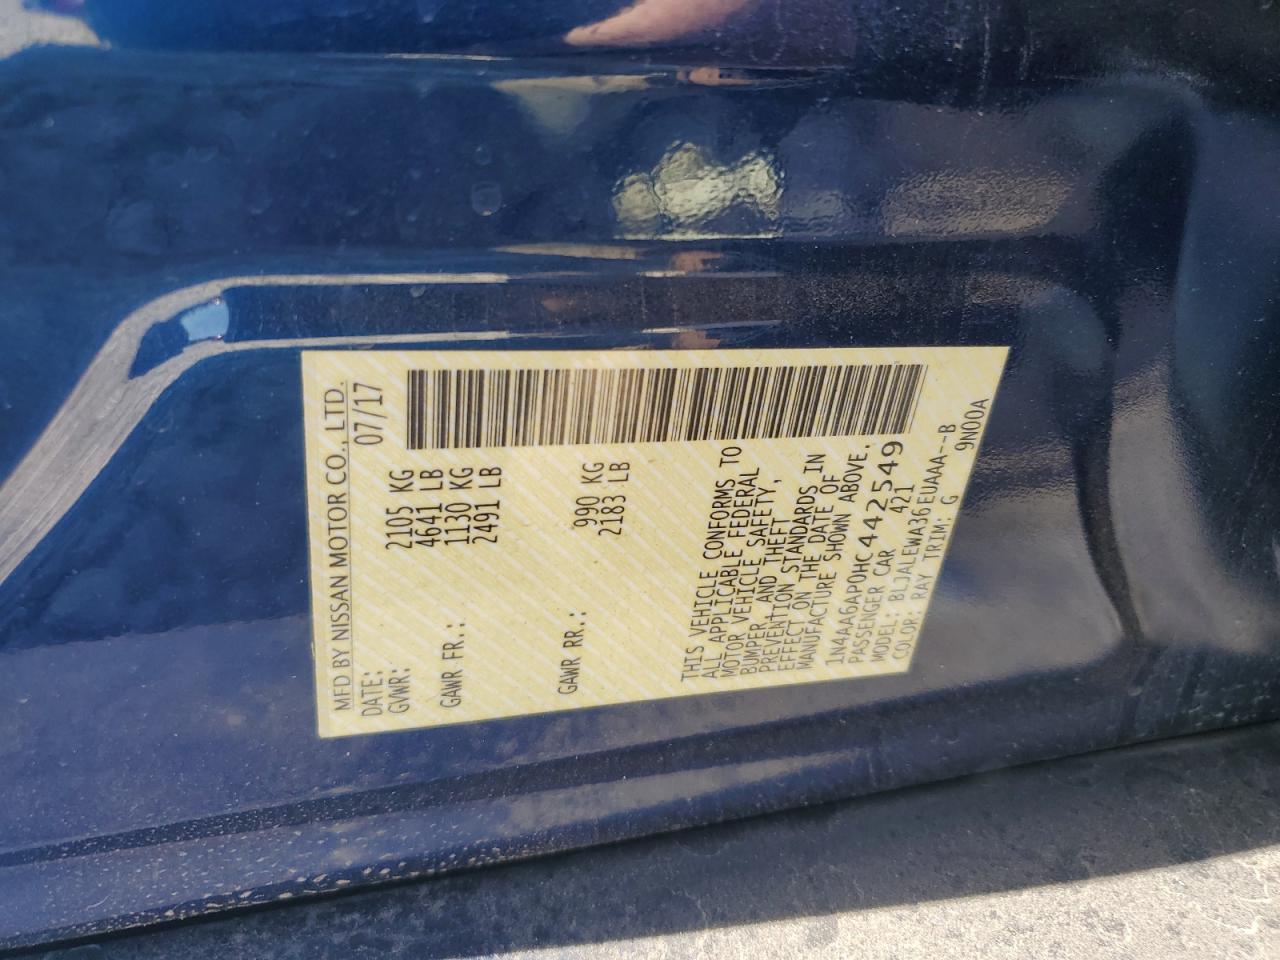 MFD BY NISSAN MOTOR CO., LTD.
DATE: 07/17
GVWR: 2105 KG
4641 LB
GAWR FR.: 1130 KG
2491 LB
GAWR RR.: 990 KG
2183 LB
THIS VEHICLE CONFORMS TO
ALL APPLICABLE FEDERAL
MOTOR VEHICLE SAFETY,
BUMPER, AND THEFT
PREVENTION STANDARDS IN
EFFECT ON THE DATE OF
MANUFACTURE SHOWN ABOVE.
1N4AA6AP0HC442549
PASSENGER CAR 421
MODEL: BLJALEWA36EUAAA--B
COLOR: RAY TRIM: G 9N00A